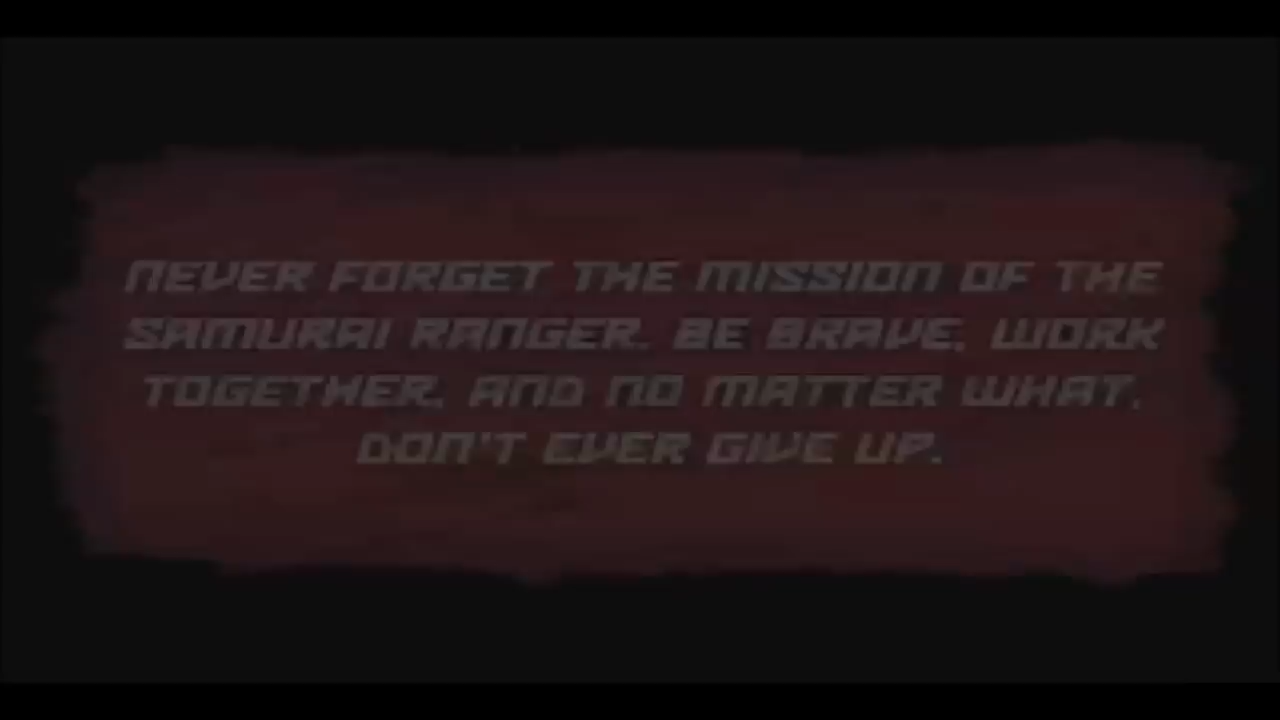 NEVER FORGET THE MISSION OF THE
SAMURAI RANGER. BE BRAVE, WORK
TOGETHER, AND NO MATTER WHAT,
DON'T EVER GIVE UP.